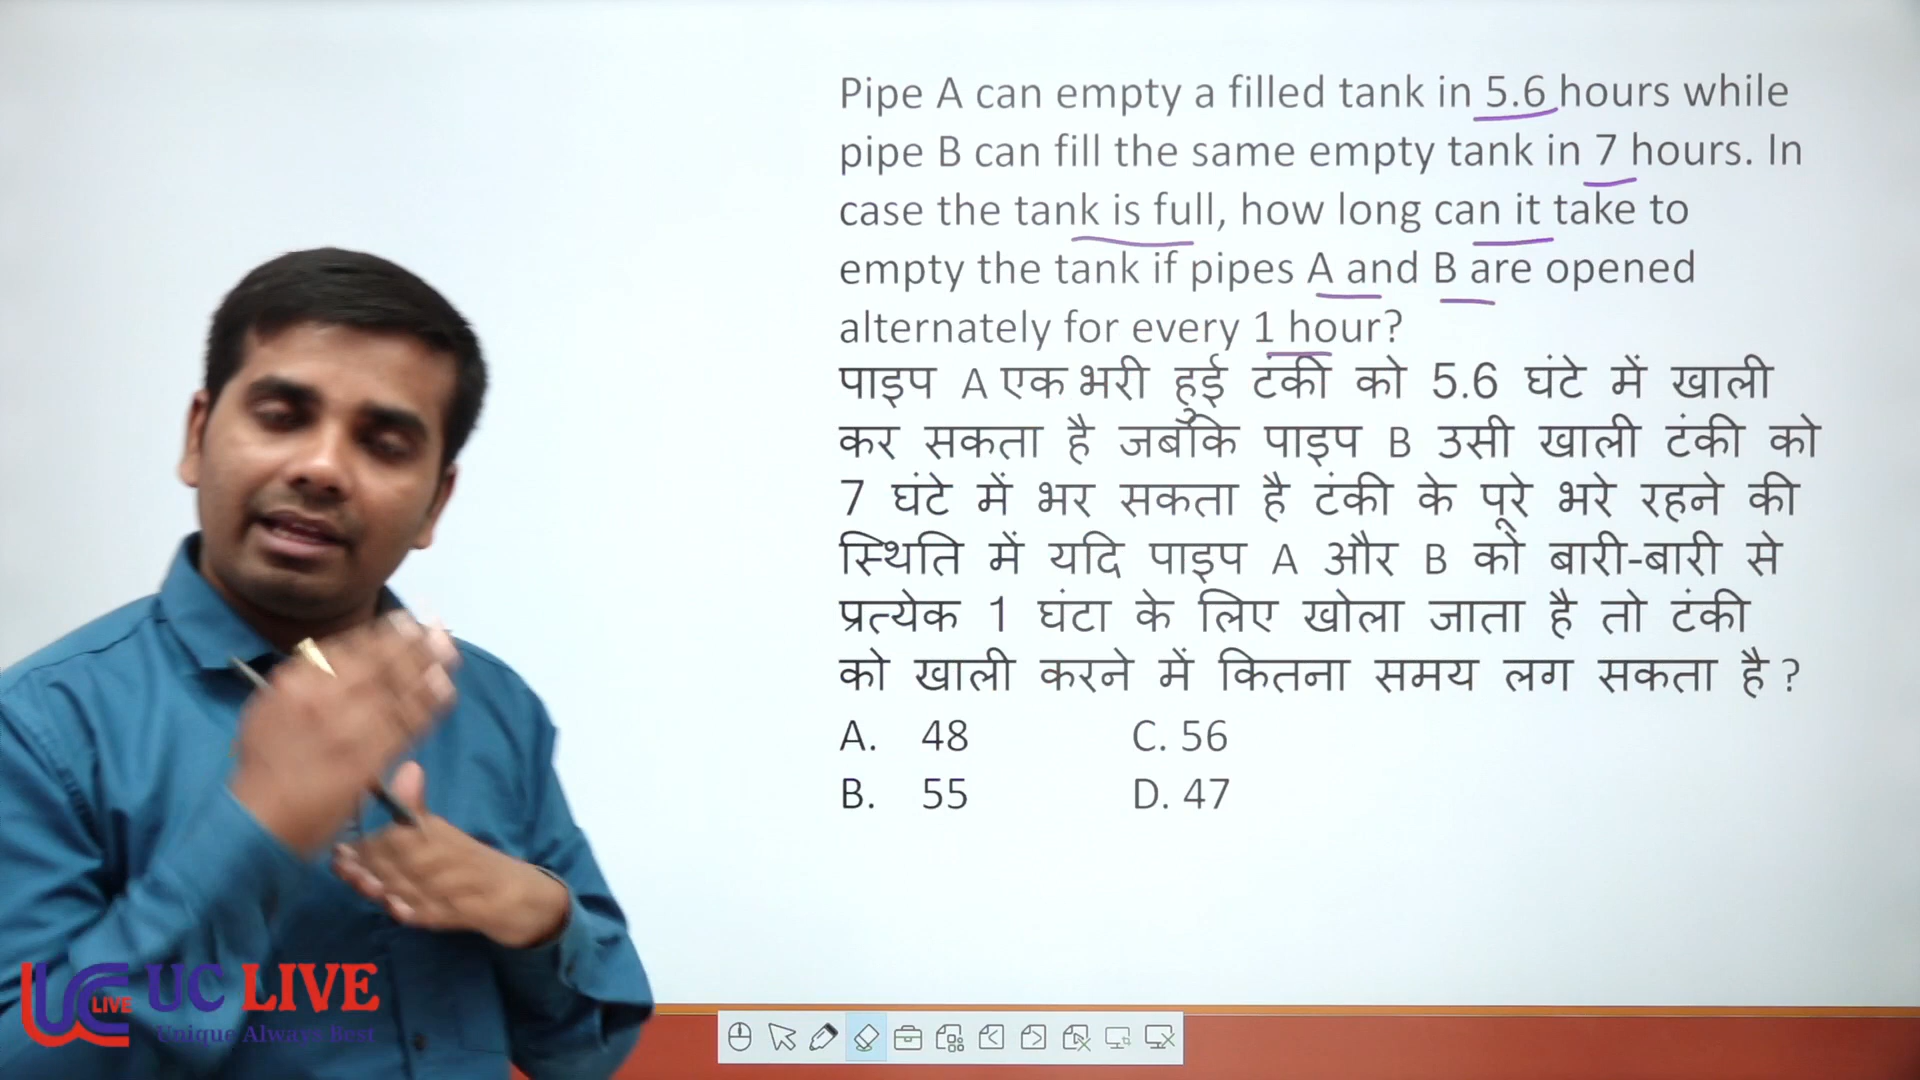 Pipe A can empty a filled tank in 5.6 hours while
pipe B can fill the same empty tank in 7 hours. In
case the tank is full, how long can it take to
empty the tank if pipes A and B are opened
alternately for every 1 hour?
पाइप A एक भरी हुई टंकी को 5.6 घंटे में खाली
कर सकता है जबकि पाइप B उसी खाली टंकी को
7 घंटे में भर सकता है टंकी के पूरे भरे रहने की
स्थिति में यदि पाइप A और B को बारी-बारी से
प्रत्येक 1 घंटा के लिए खोला जाता है तो टंकी
को खाली करने में कितना समय लग सकता है ?
A. 48 C. 56
B. 55 D. 47
UC LIVE UC LIVE
Unique Always Best